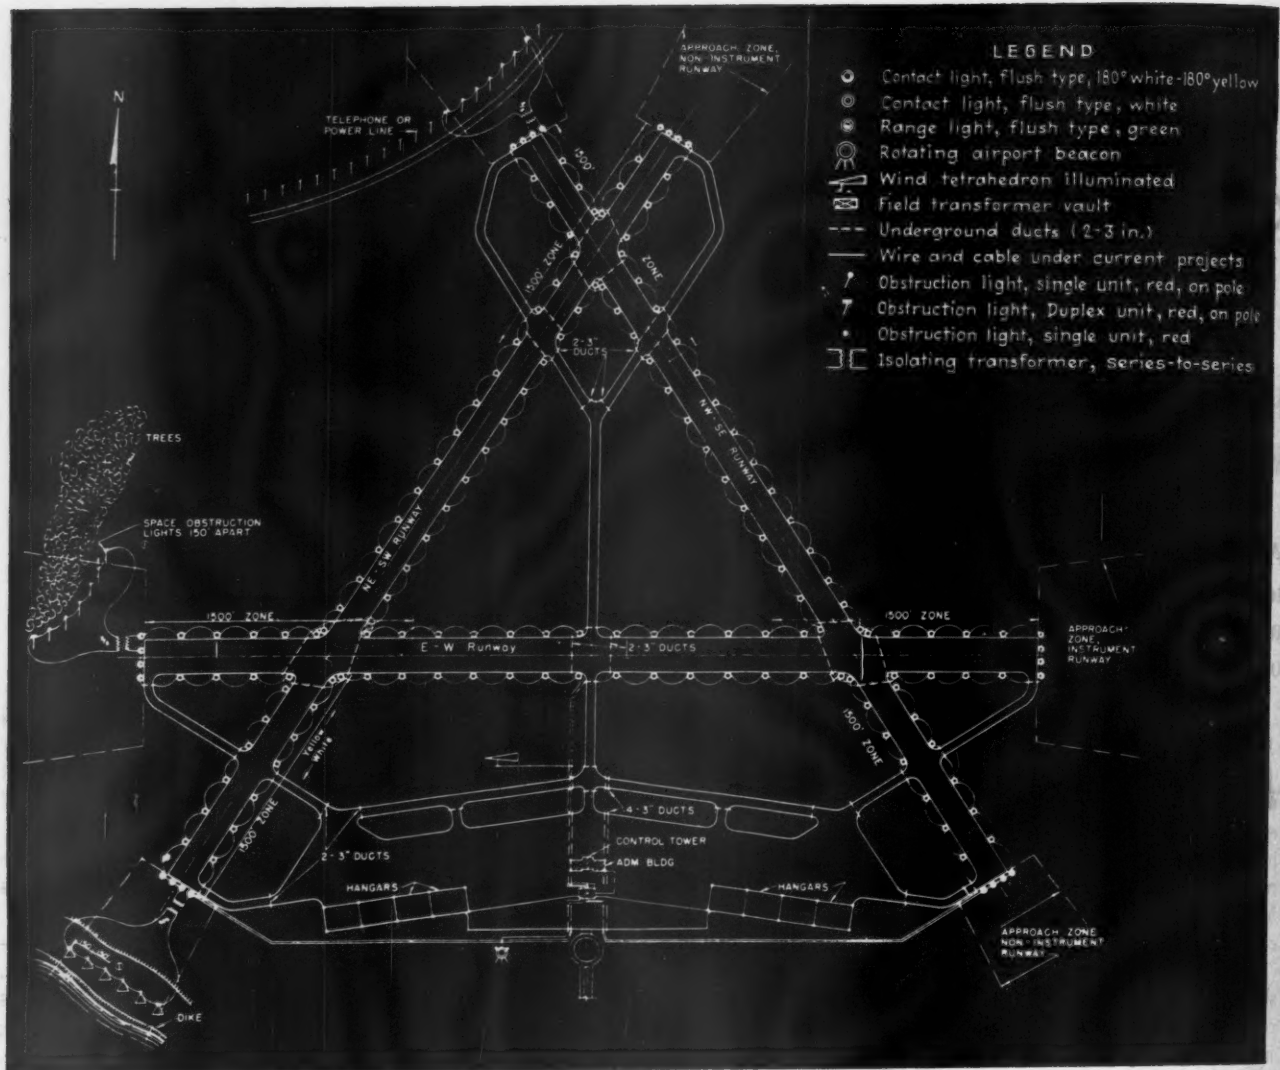 LEGEND
Contact light, flush type, 180° white-180° yellow
Contact light, flush type, white
Range light, flush type, green
Rotating airport beacon
Wind tetrahedron illuminated
Field transformer vault
Underground ducts (2-3 in.)
Wire and cable under current projects
Obstruction light, single unit, red, on pole
Obstruction light, Duplex unit, red, on pole
Obstruction light, single unit, red
Isolating transformer, series-to-series
APPROACH ZONE,
NON-INSTRUMENT
RUNWAY
N
TELEPHONE OR
POWER LINE
1500'
ZONE
1500' ZONE
2-3"
DUCTS
NW-SE RUNWAY
NE-SW RUNWAY
TREES
SPACE OBSTRUCTION
LIGHTS 150' APART
1500' ZONE
1500' ZONE
E-W Runway
2-3" DUCTS
APPROACH-
ZONE
INSTRUMENT
RUNWAY
Yellow
White
1500' ZONE
1500' ZONE
4-3" DUCTS
2-3" DUCTS
CONTROL TOWER
ADM. BLDG
HANGARS
HANGARS
APPROACH ZONE
NON-INSTRUMENT
RUNWAY
DIKE